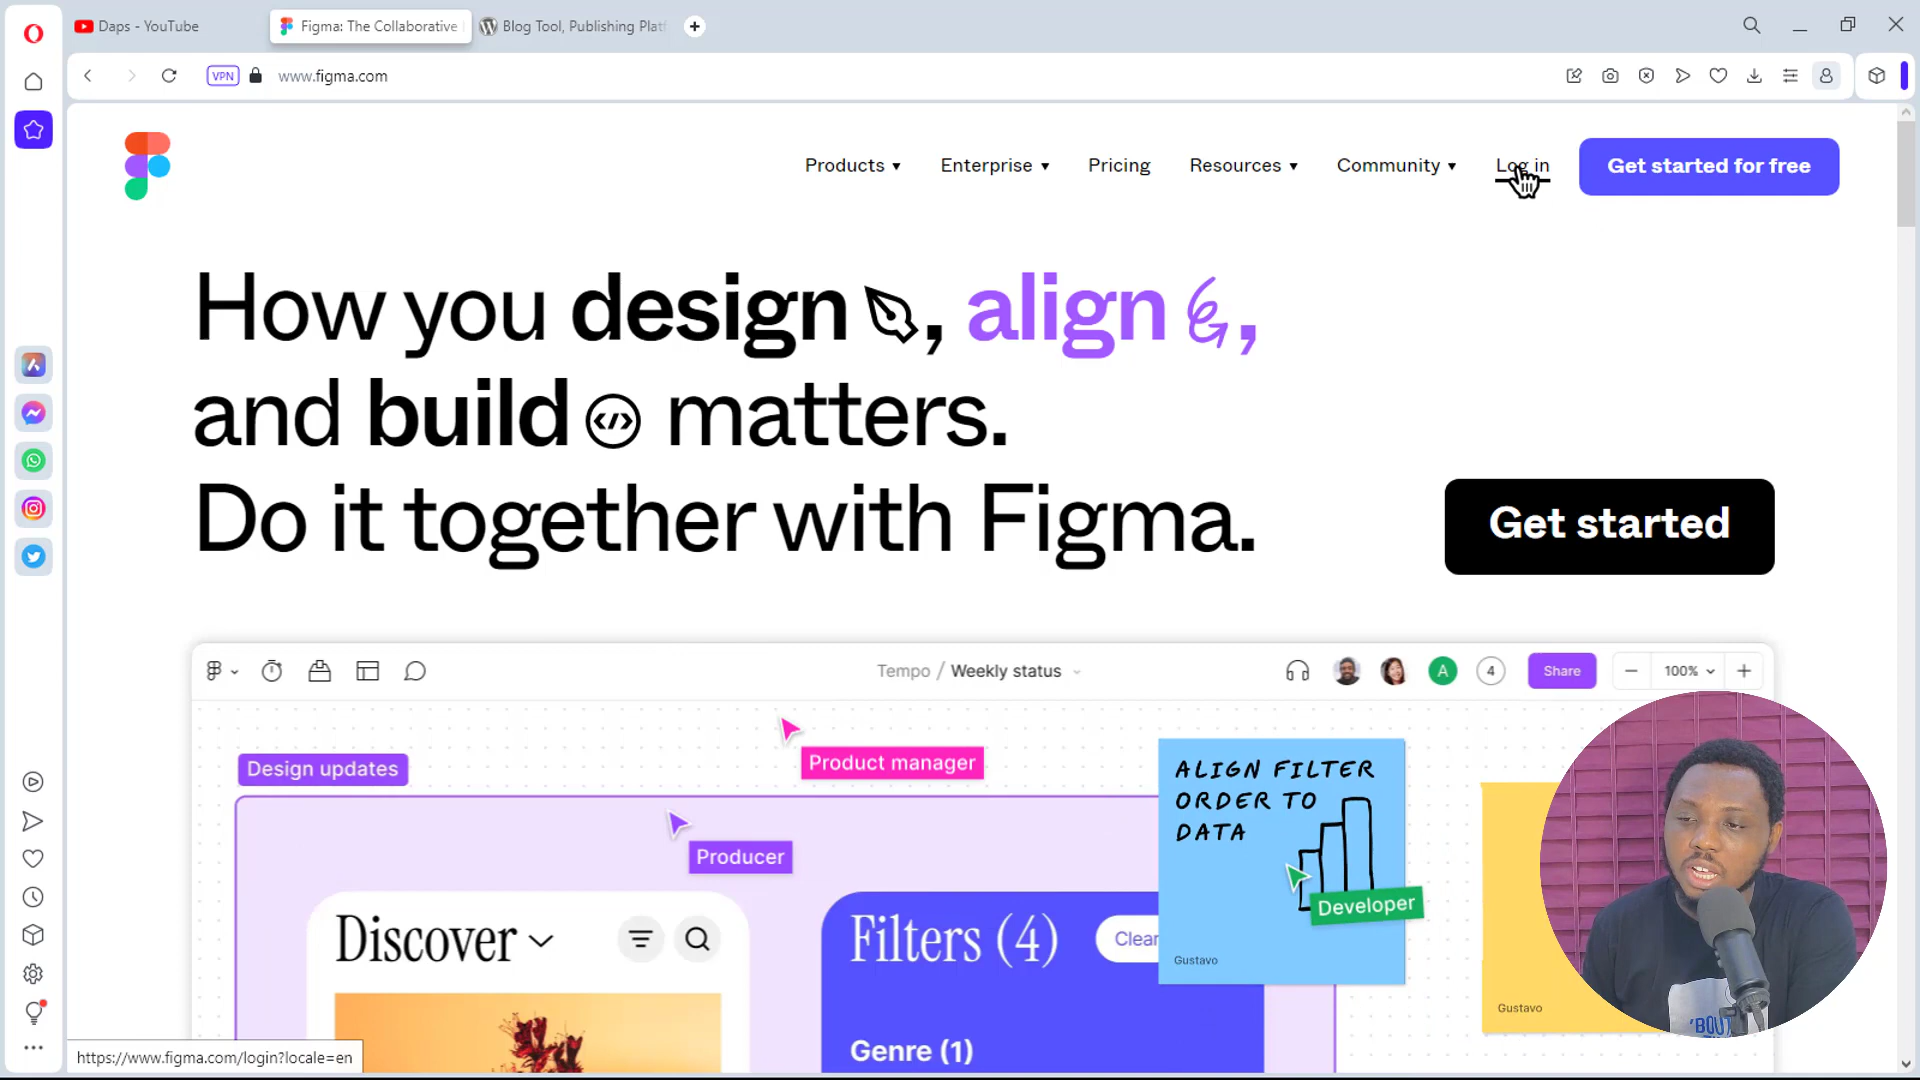 Daps - YouTube
Figma: The Collaborative
Blog Tool, Publishing Plat
VPN
www.figma.com
Products
Enterprise
Pricing
Resources
Community
Log in
Get started for free
How you design, align,
and build </> matters.
Do it together with Figma.
Get started
Tempo / Weekly status
A
4
Share
100%
Design updates
Product manager
Producer
ALIGN FILTER
ORDER TO
DATA
Developer
Gustavo
Gustavo
Discover
Filters (4)
Clear
Genre (1)
'BOUT
https://www.figma.com/login?locale=en